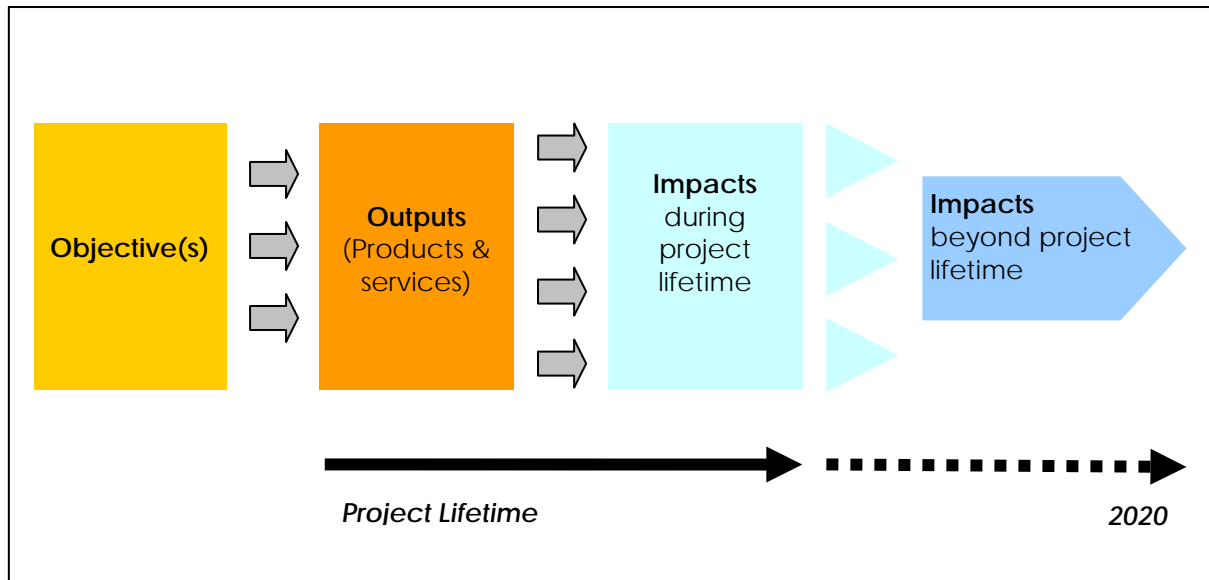 Objective(s)
Outputs
(Products &
services)
Impacts
during
project
lifetime
Impacts
beyond project
lifetime
Project Lifetime
2020